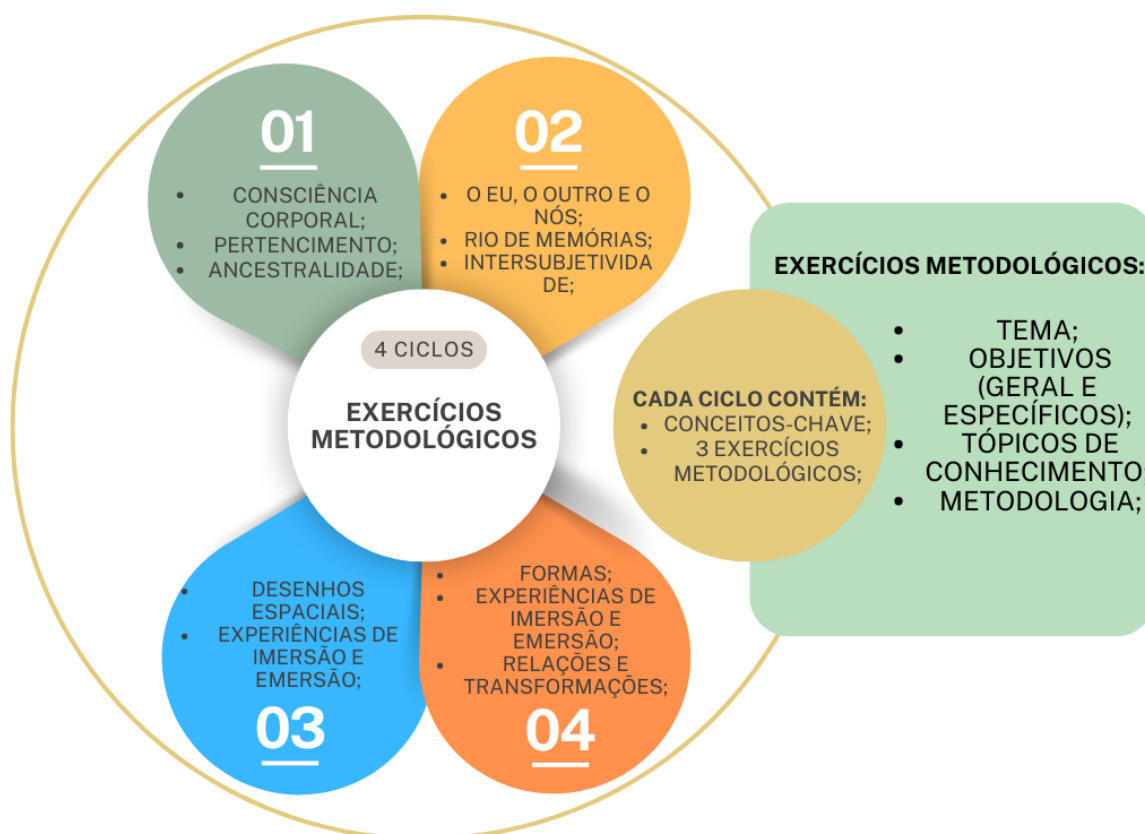 01
• CONSCIÊNCIA
CORPORAL;
• PERTENCIMENTO;
• ANCESTRALIDADE;
02
• O EU, O OUTRO E O
NÓS;
• RIO DE MEMÓRIAS;
• INTERSUBJETIVIDA
DE;
4 CICLOS
EXERCÍCIOS
METODOLÓGICOS
• DESENHOS
ESPACIAIS;
• EXPERIÊNCIAS DE
IMERSÃO E
EMERSÃO;
03
• FORMAS;
• EXPERIÊNCIAS DE
IMERSÃO E
EMERSÃO;
• RELAÇÕES E
TRANSFORMAÇÕES;
04
CADA CICLO CONTÉM:
• CONCEITOS-CHAVE;
• 3 EXERCÍCIOS
METODOLÓGICOS;
EXERCÍCIOS METODOLÓGICOS:
• TEMA;
• OBJETIVOS
(GERAL E
ESPECÍFICOS);
• TÓPICOS DE
CONHECIMENTO
• METODOLOGIA;